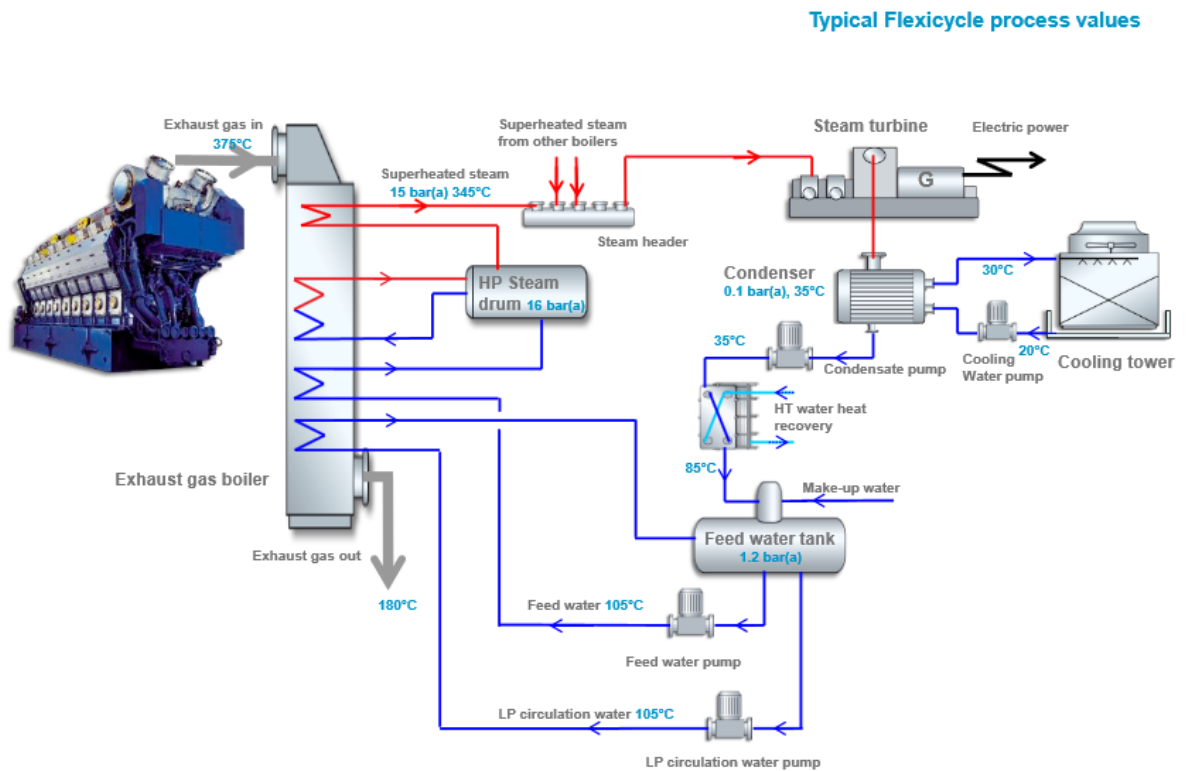 Typical Flexicycle process values
Exhaust gas in
375°C
Superheated steam
from other boilers
Steam turbine
Electric power
Superheated steam
15 bar(a) 345°C
G
Steam header
HP Steam
drum 16 bar(a)
Condenser
0.1 bar(a), 35°C
30°C
35°C
20°C
Cooling
Water pump
Cooling tower
Condensate pump
HT water heat
recovery
85°C
Exhaust gas boiler
Make-up water
Feed water tank
1.2 bar(a)
Exhaust gas out
180°C
Feed water 105°C
Feed water pump
LP circulation water 105°C
LP circulation water pump